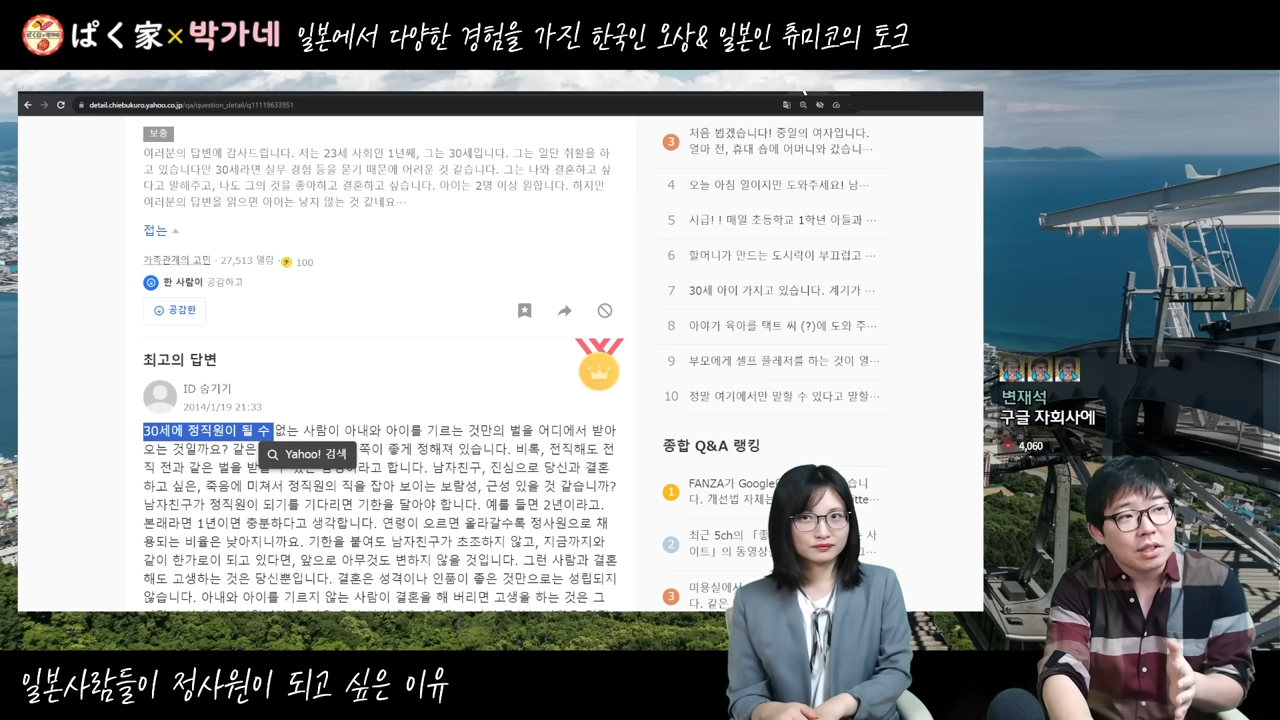 ぱく家×박가네 일본에서 다양한 경험을 가진 한국인 오상& 일본인 츄미코의 토크
detail.chiebukuro.yahoo.co.jp/qa/question_detail/q11119633951
보충
여러분의 답변에 감사드립니다. 저는 23세 사회인 1년째, 그는 30세입니다. 그는 일단 취활을 하
고 있습니다만 30세라면 실무 경험 등을 묻기 때문에 어려운 것 같습니다. 그는 나와 결혼하고 싶
다고 말해주고, 나도 그의 것을 좋아하고 결혼하고 싶습니다. 아이는 2명 이상 원합니다. 하지만
여러분의 답변을 읽으면 아이는 낳지 않는 것 같네요…
접는
가족관계의 고민 · 27,513 열람 · 100
한 사람이 공감하고
공감한
최고의 답변
ID 숨기기
2014/1/19 21:33
30세에 정직원이 될 수 없는 사람이 아내와 아이를 기르는 것만의 벌을 어디에서 받아
오는 것일까요? 같은 쪽이 좋게 정해져 있습니다. 비록, 전직해도 전
직 전과 같은 벌을 받을 수 있는 라고 합니다. 남자친구, 진심으로 당신과 결혼
하고 싶은, 죽음에 미쳐서 정직원의 직을 잡아 보이는 보람성, 근성 있을 것 같습니까?
남자친구가 정직원이 되기를 기다리면 기한을 달아야 합니다. 예를 들면 2년이라고.
본래라면 1년이면 충분하다고 생각합니다. 연령이 오르면 올라갈수록 정사원으로 채
용되는 비율은 낮아지니까요. 기한을 붙여도 남자친구가 초조하지 않고, 지금까지와
같이 한가로이 되고 있다면, 앞으로 아무것도 변하지 않을 것입니다. 그런 사람과 결혼
해도 고생하는 것은 당신뿐입니다. 결혼은 성격이나 인품이 좋은 것만으로는 성립되지
않습니다. 아내와 아이를 기르지 않는 사람이 결혼을 해 버리면 고생을 하는 것은 그
Yahoo! 검색
3 처음 뵙겠습니다! 중일의 여자입니다.
얼마 전, 휴대 숍에 어머니와 갔습니…
4 오늘 아침 일이지만 도와주세요! 남…
5 시급! ! 매일 초등학교 1학년 아들과 …
6 할머니가 만드는 도시락이 부끄럽고 …
7 30세 아이 가지고 있습니다. 계기가 …
8 아야가 육아를 택트 씨 (?)에 도와 주…
9 부모에게 셀프 플레저를 하는 것이 열…
10 정말 여기에서만 말할 수 있다고 말할…
종합 Q&A 랭킹
1 FANZA가 Google 습니
다. 개선법 자체는 tte…
2 최근 5ch의 「종 는 사
이트」의 동영상 그…
3 미용실에서
다. 같은
변재석
구글 자회사에
4,060
일본사람들이 정사원이 되고 싶은 이유